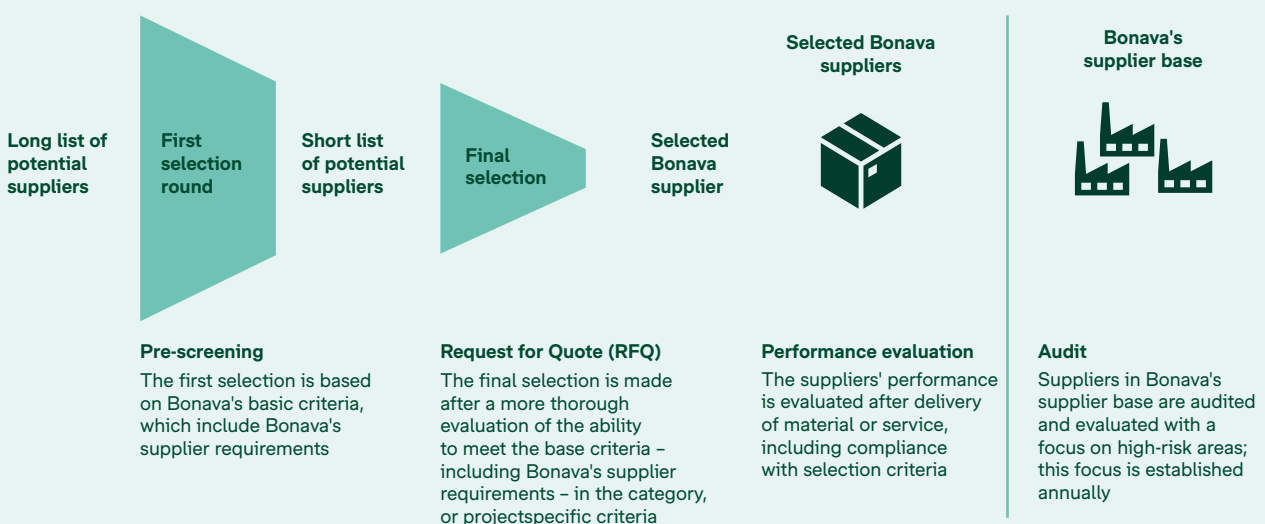 Long list of
potential
suppliers
First
selection
round
Short list
of potential
suppliers
Final
selection
Selected
Bonava
supplier
Selected Bonava
suppliers
Bonava's
supplier base
Pre-screening
The first selection is based
on Bonava's basic criteria,
which include Bonava's
supplier requirements
Request for Quote (RFQ)
The final selection is made
after a more thorough
evaluation of the ability
to meet the base criteria –
including Bonava's supplier
requirements – in the category,
or projectspecific criteria
Performance evaluation
The suppliers' performance
is evaluated after delivery
of material or service,
including compliance
with selection criteria
Audit
Suppliers in Bonava's
supplier base are audited
and evaluated with a
focus on high-risk areas;
this focus is established
annually